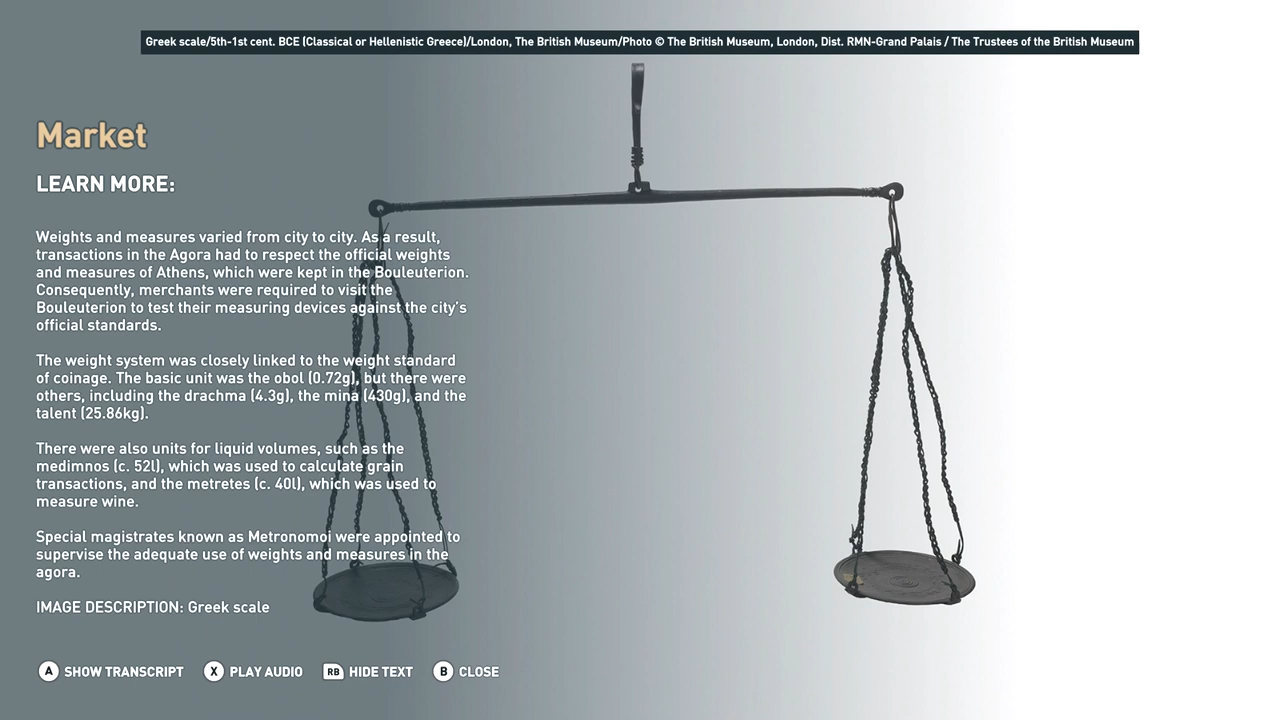 Greek scale/5th-1st cent. BCE (Classical or Hellenistic Greece)/London, The British Museum/Photo © The British Museum, London, Dist. RMN-Grand Palais / The Trustees of the British Museum
Market
LEARN MORE:
Weights and measures varied from city to city. As a result,
transactions in the Agora had to respect the official weights
and measures of Athens, which were kept in the Bouleuterion.
Consequently, merchants were required to visit the
Bouleuterion to test their measuring devices against the city's
official standards.
The weight system was closely linked to the weight standard
of coinage. The basic unit was the obol (0.72g), but there were
others, including the drachma (4.3g), the mina (430g), and the
talent (25.86kg).
There were also units for liquid volumes, such as the
medimnos (c. 52l), which was used to calculate grain
transactions, and the metretes (c. 40l), which was used to
measure wine.
Special magistrates known as Metronomoi were appointed to
supervise the adequate use of weights and measures in the
agora.
IMAGE DESCRIPTION: Greek scale
A SHOW TRANSCRIPT X PLAY AUDIO RB HIDE TEXT B CLOSE